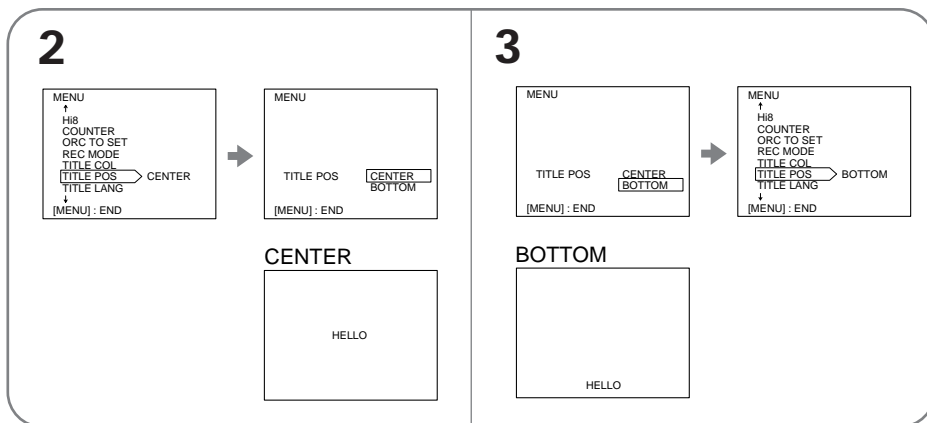 2
MENU
Hi8
COUNTER
ORC TO SET
REC MODE
TITLE COL
TITLE POS CENTER
TITLE LANG
[MENU] : END
MENU
TITLE POS CENTER
BOTTOM
[MENU] : END
CENTER
HELLO
3
MENU
TITLE POS CENTER
BOTTOM
[MENU] : END
MENU
Hi8
COUNTER
ORC TO SET
REC MODE
TITLE COL
TITLE POS BOTTOM
TITLE LANG
[MENU] : END
BOTTOM
HELLO